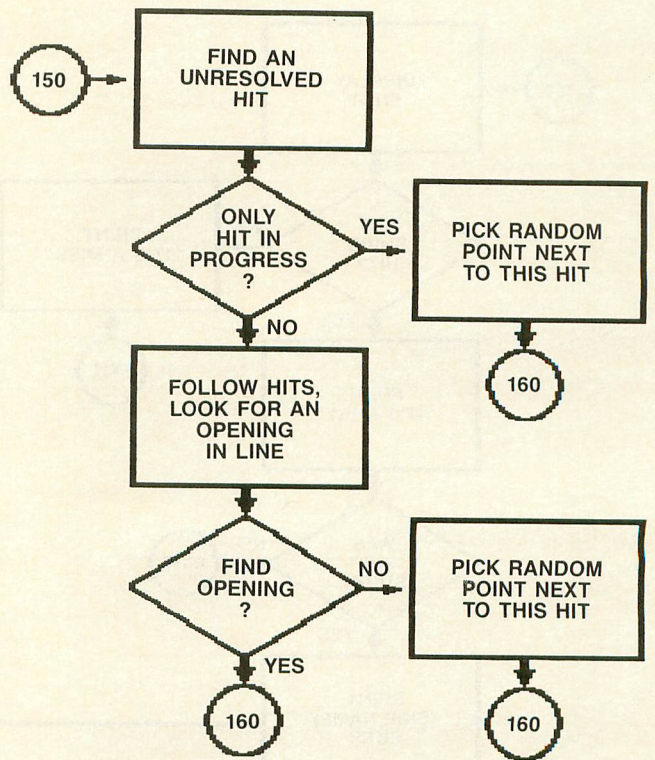 150
FIND AN
UNRESOLVED
HIT
ONLY
HIT IN
PROGRESS
?
YES
PICK RANDOM
POINT NEXT
TO THIS HIT
160
NO
FOLLOW HITS,
LOOK FOR AN
OPENING
IN LINE
FIND
OPENING
?
NO
PICK RANDOM
POINT NEXT
TO THIS HIT
160
YES
160